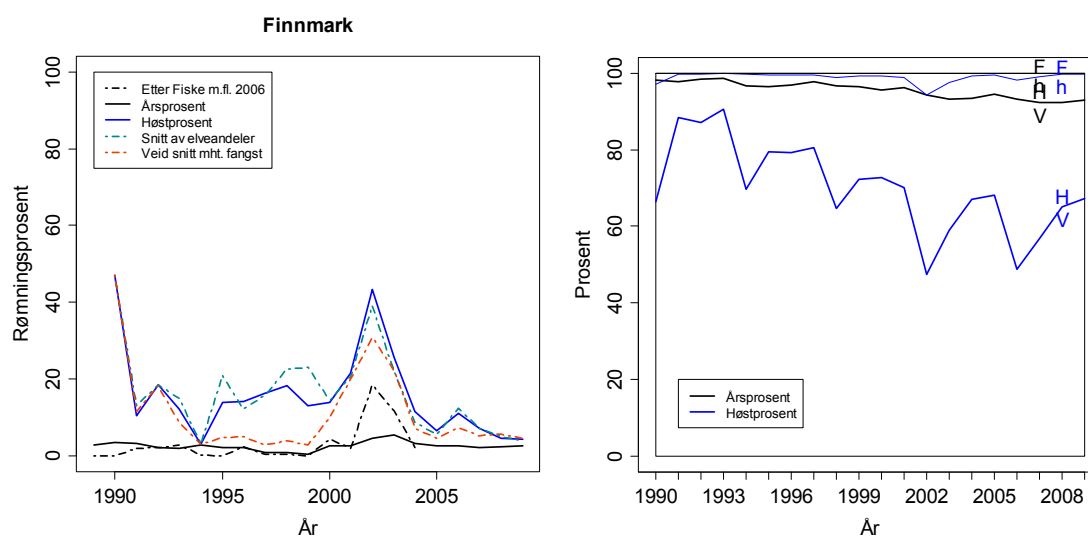 Finnmark
Rømningsprosent
100
80
60
40
20
0
Etter Fiske m.fl. 2006
Årsprosent
Høstprosent
Snitt av elveandeler
Veid snitt mht. fangst
1990
1995
2000
2005
År
Prosent
100
80
60
40
20
0
F
F
h
h
H
V
H
V
Årsprosent
Høstprosent
1990
1993
1996
1999
2002
2005
2008
År